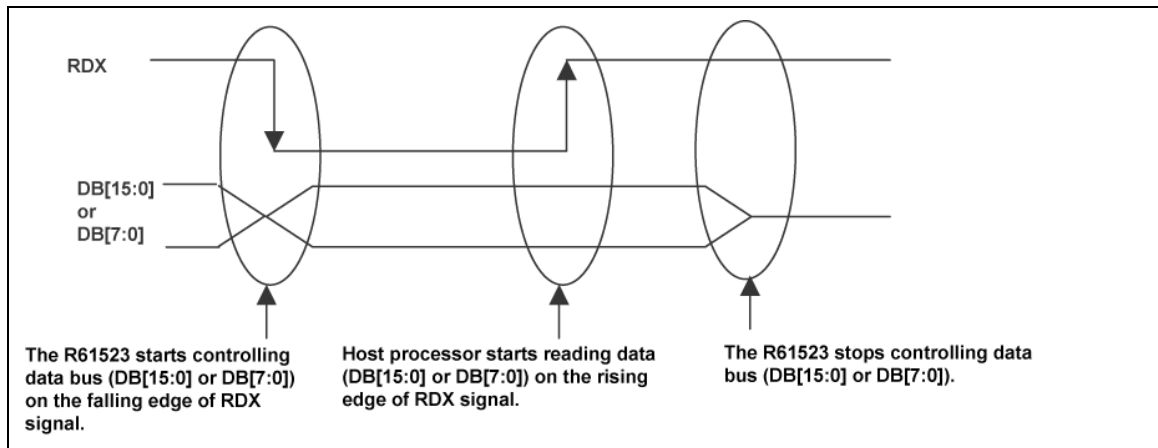 RDX
DB[15:0]
or
DB[7:0]
The R61523 starts controlling
data bus (DB[15:0] or DB[7:0])
on the falling edge of RDX
signal.
Host processor starts reading data
(DB[15:0] or DB[7:0]) on the rising
edge of RDX signal.
The R61523 stops controlling data
bus (DB[15:0] or DB[7:0]).